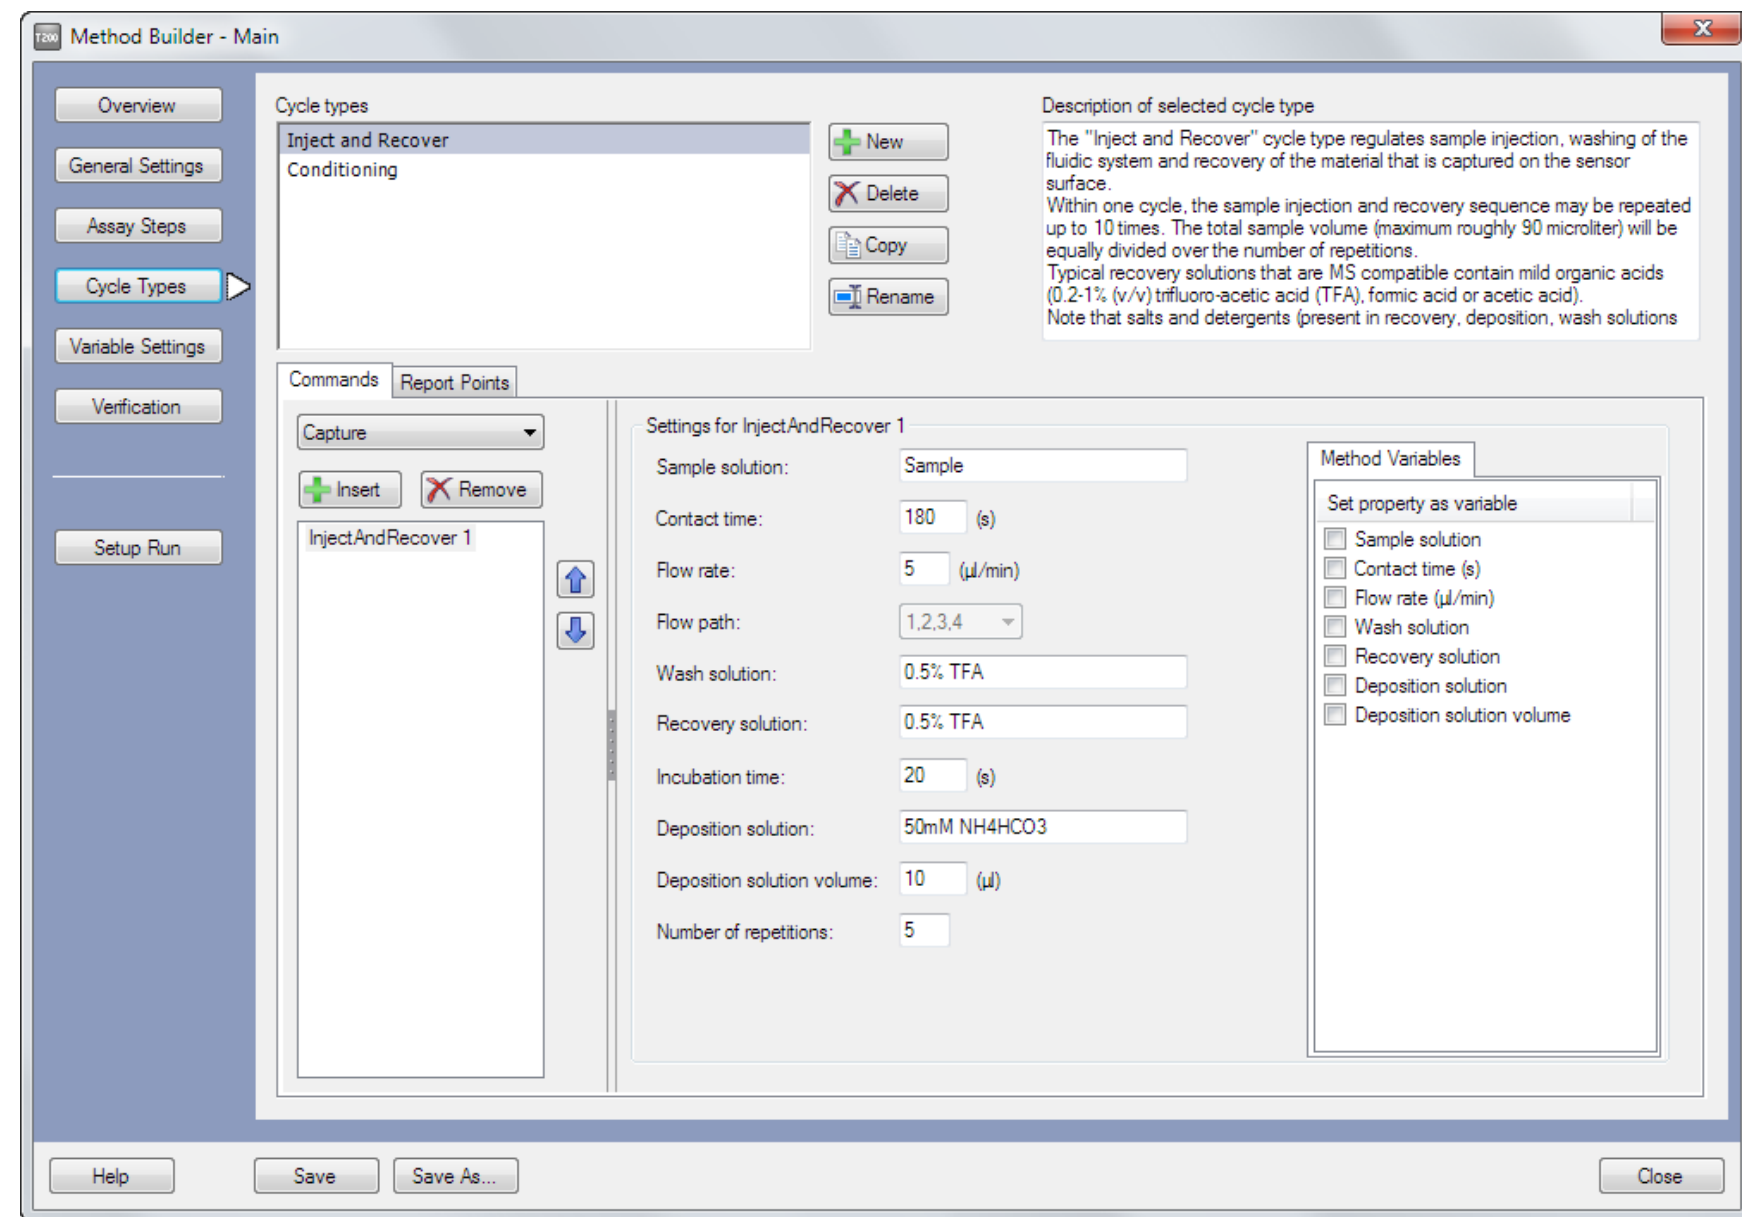 T200 Method Builder - Main
X
Overview
General Settings
Assay Steps
Cycle Types
Variable Settings
Verification
Setup Run
Cycle types
Inject and Recover
Conditioning
New
Delete
Copy
Rename
Description of selected cycle type
The "Inject and Recover" cycle type regulates sample injection, washing of the
fluidic system and recovery of the material that is captured on the sensor
surface.
Within one cycle, the sample injection and recovery sequence may be repeated
up to 10 times. The total sample volume (maximum roughly 90 microliter) will be
equally divided over the number of repetitions.
Typical recovery solutions that are MS compatible contain mild organic acids
(0.2-1% (v/v) trifluoro-acetic acid (TFA), formic acid or acetic acid).
Note that salts and detergents (present in recovery, deposition, wash solutions
Commands Report Points
Capture
Insert Remove
InjectAndRecover 1
Settings for InjectAndRecover 1
Sample solution: Sample
Contact time: 180 (s)
Flow rate: 5 (µl/min)
Flow path: 1,2,3,4
Wash solution: 0.5% TFA
Recovery solution: 0.5% TFA
Incubation time: 20 (s)
Deposition solution: 50mM NH4HCO3
Deposition solution volume: 10 (µl)
Number of repetitions: 5
Method Variables
Set property as variable
Sample solution
Contact time (s)
Flow rate (µl/min)
Wash solution
Recovery solution
Deposition solution
Deposition solution volume
Help Save Save As... Close